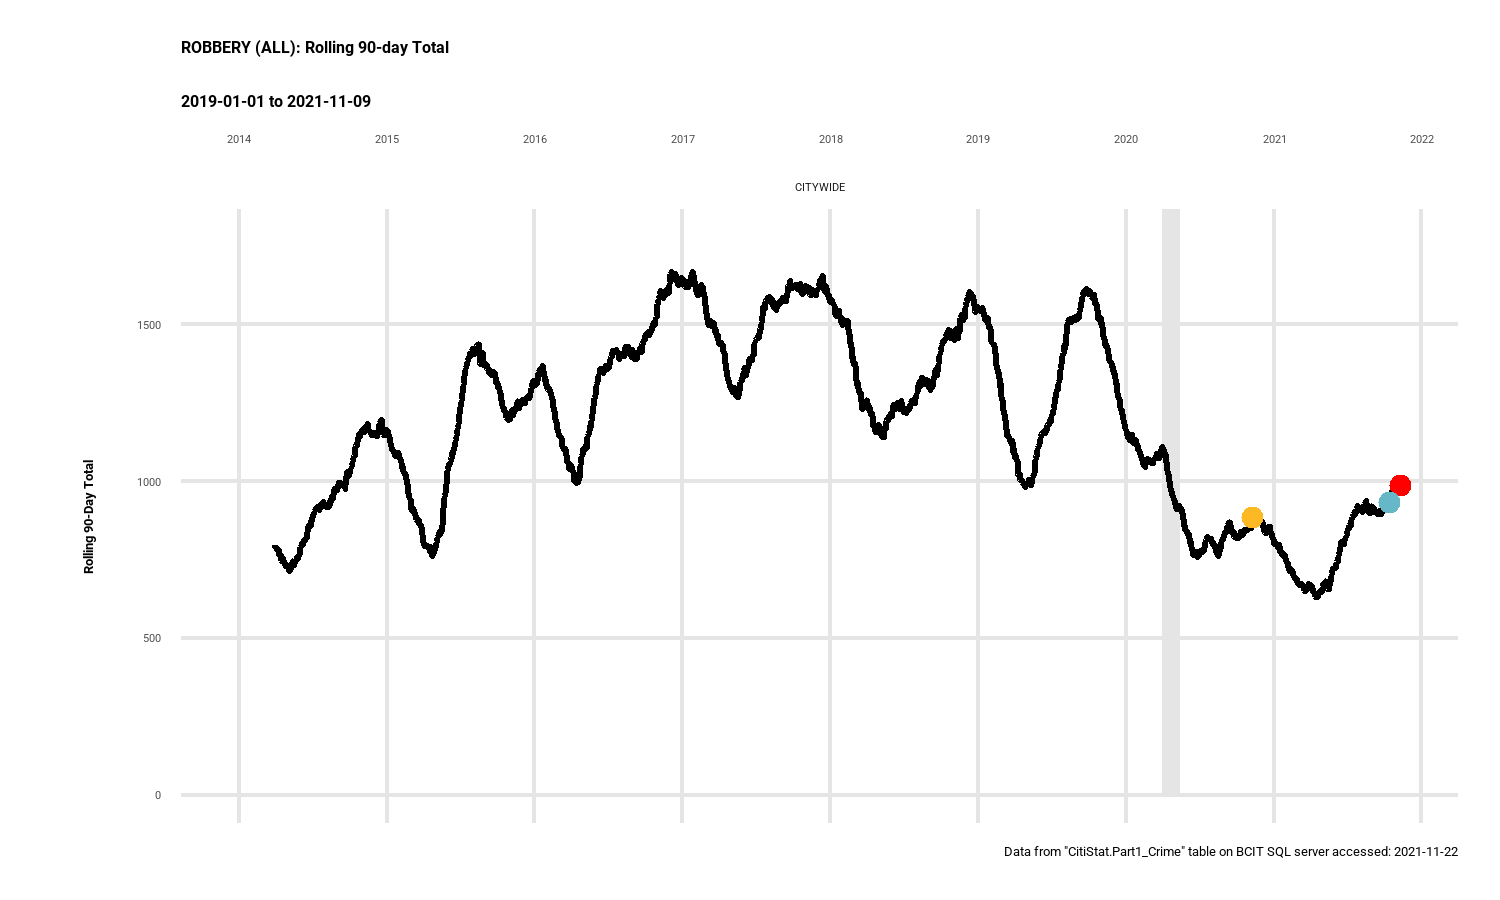 ROBBERY (ALL): Rolling 90-day Total
2019-01-01 to 2021-11-09
2014 2015 2016 2017 2018 2019 2020 2021 2022
CITYWIDE
1500
1000
500
0
Rolling 90-Day Total
Data from "CitiStat.Part1_Crime" table on BCIT SQL server accessed: 2021-11-22